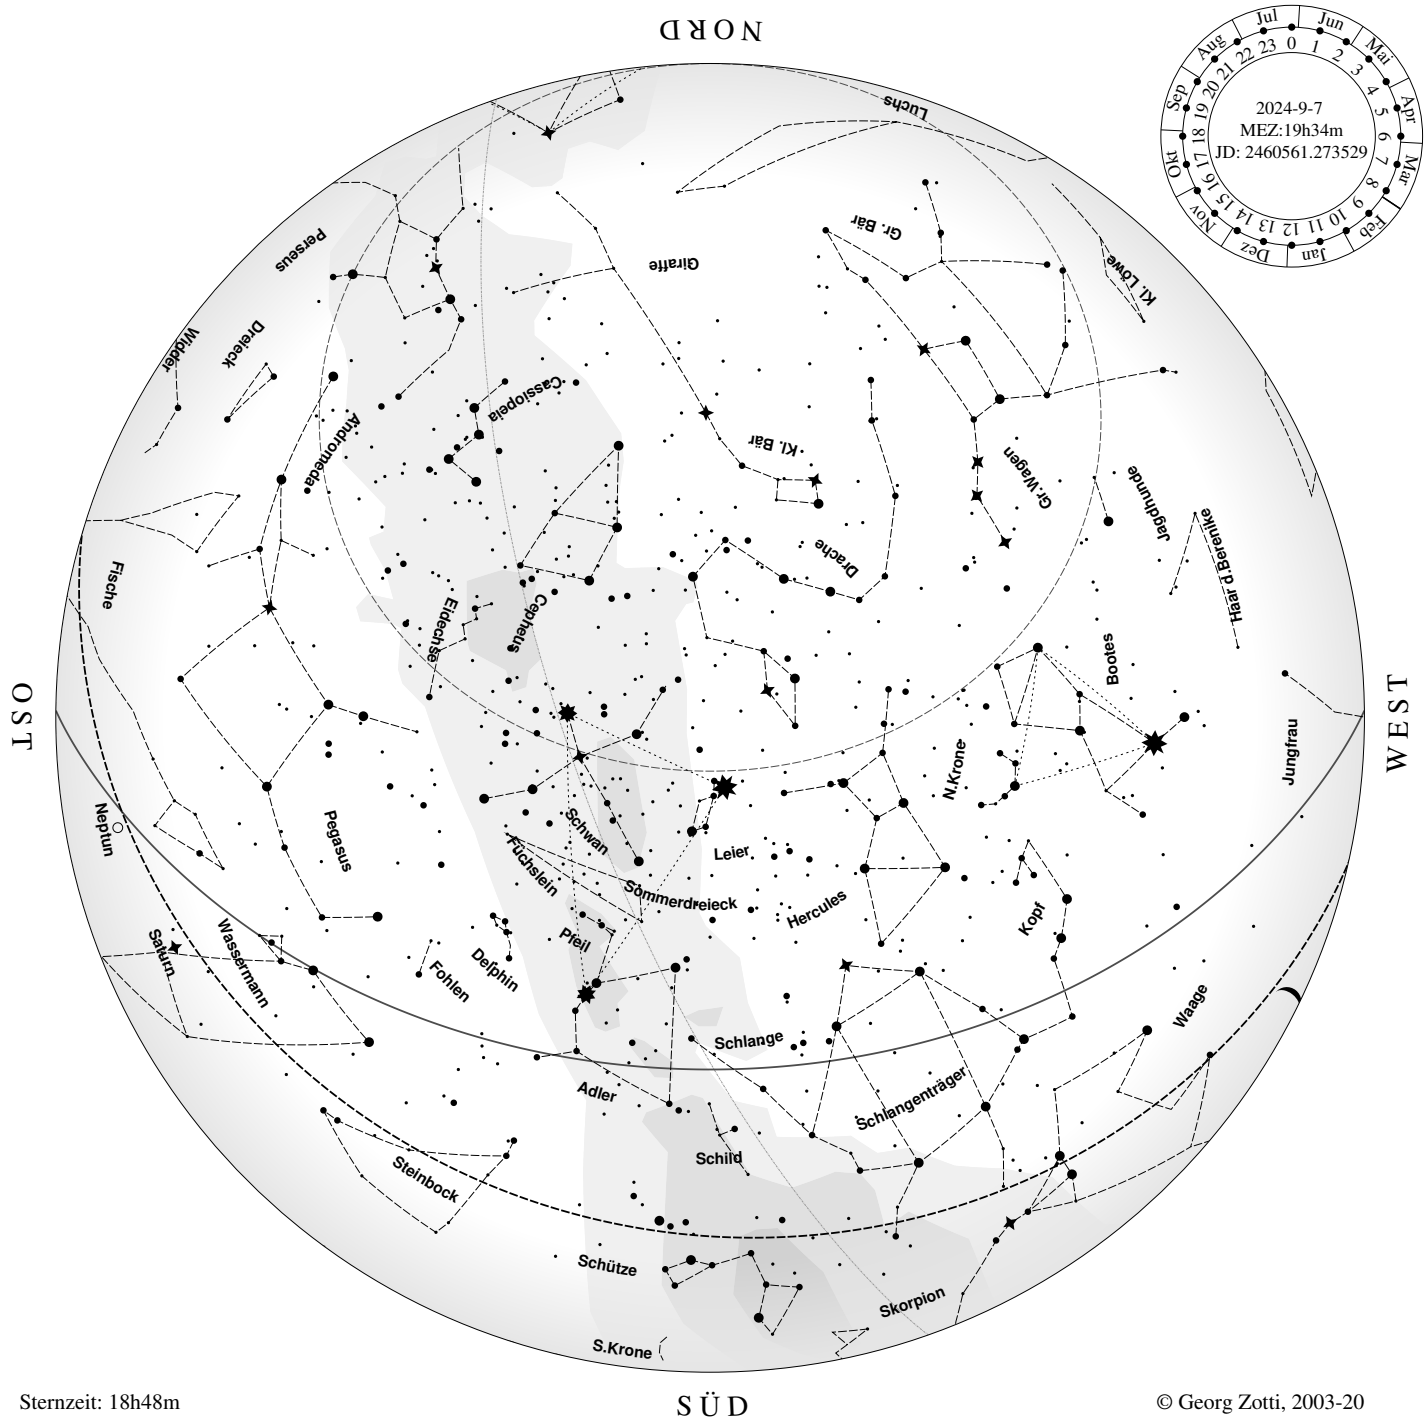 NORD
Jul
Jun
Mai
Apr
Mar
Feb
Jan
Dez
Nov
Okt
Sep
Aug
0
1
2
3
4
5
6
7
8
9
10
11
12
13
14
15
16
17
18
19
20
21
22
23
2024-9-7
MEZ:19h34m
JD: 2460561.273529
Luchs
Perseus
Gr. Bär
Giraffe
Kl. Löwe
Widder
Dreieck
Cassiopeia
Andromeda
Kl. Bär
Gr.Wagen
Jagdhunde
Haar d.Berenike
Drache
Fische
Eidechse
Cepheus
Bootes
OST
WEST
Jungfrau
N.Krone
Neptun
Pegasus
Schwan
Füchslein
Leier
Sommerdreieck
Hercules
Kopf
Pfeil
Saturn
Wassermann
Fohlen
Delphin
Waage
Schlange
Adler
Schlangenträger
Schild
Steinbock
Schütze
Skorpion
S.Krone
Sternzeit: 18h48m
SÜD
© Georg Zotti, 2003-20